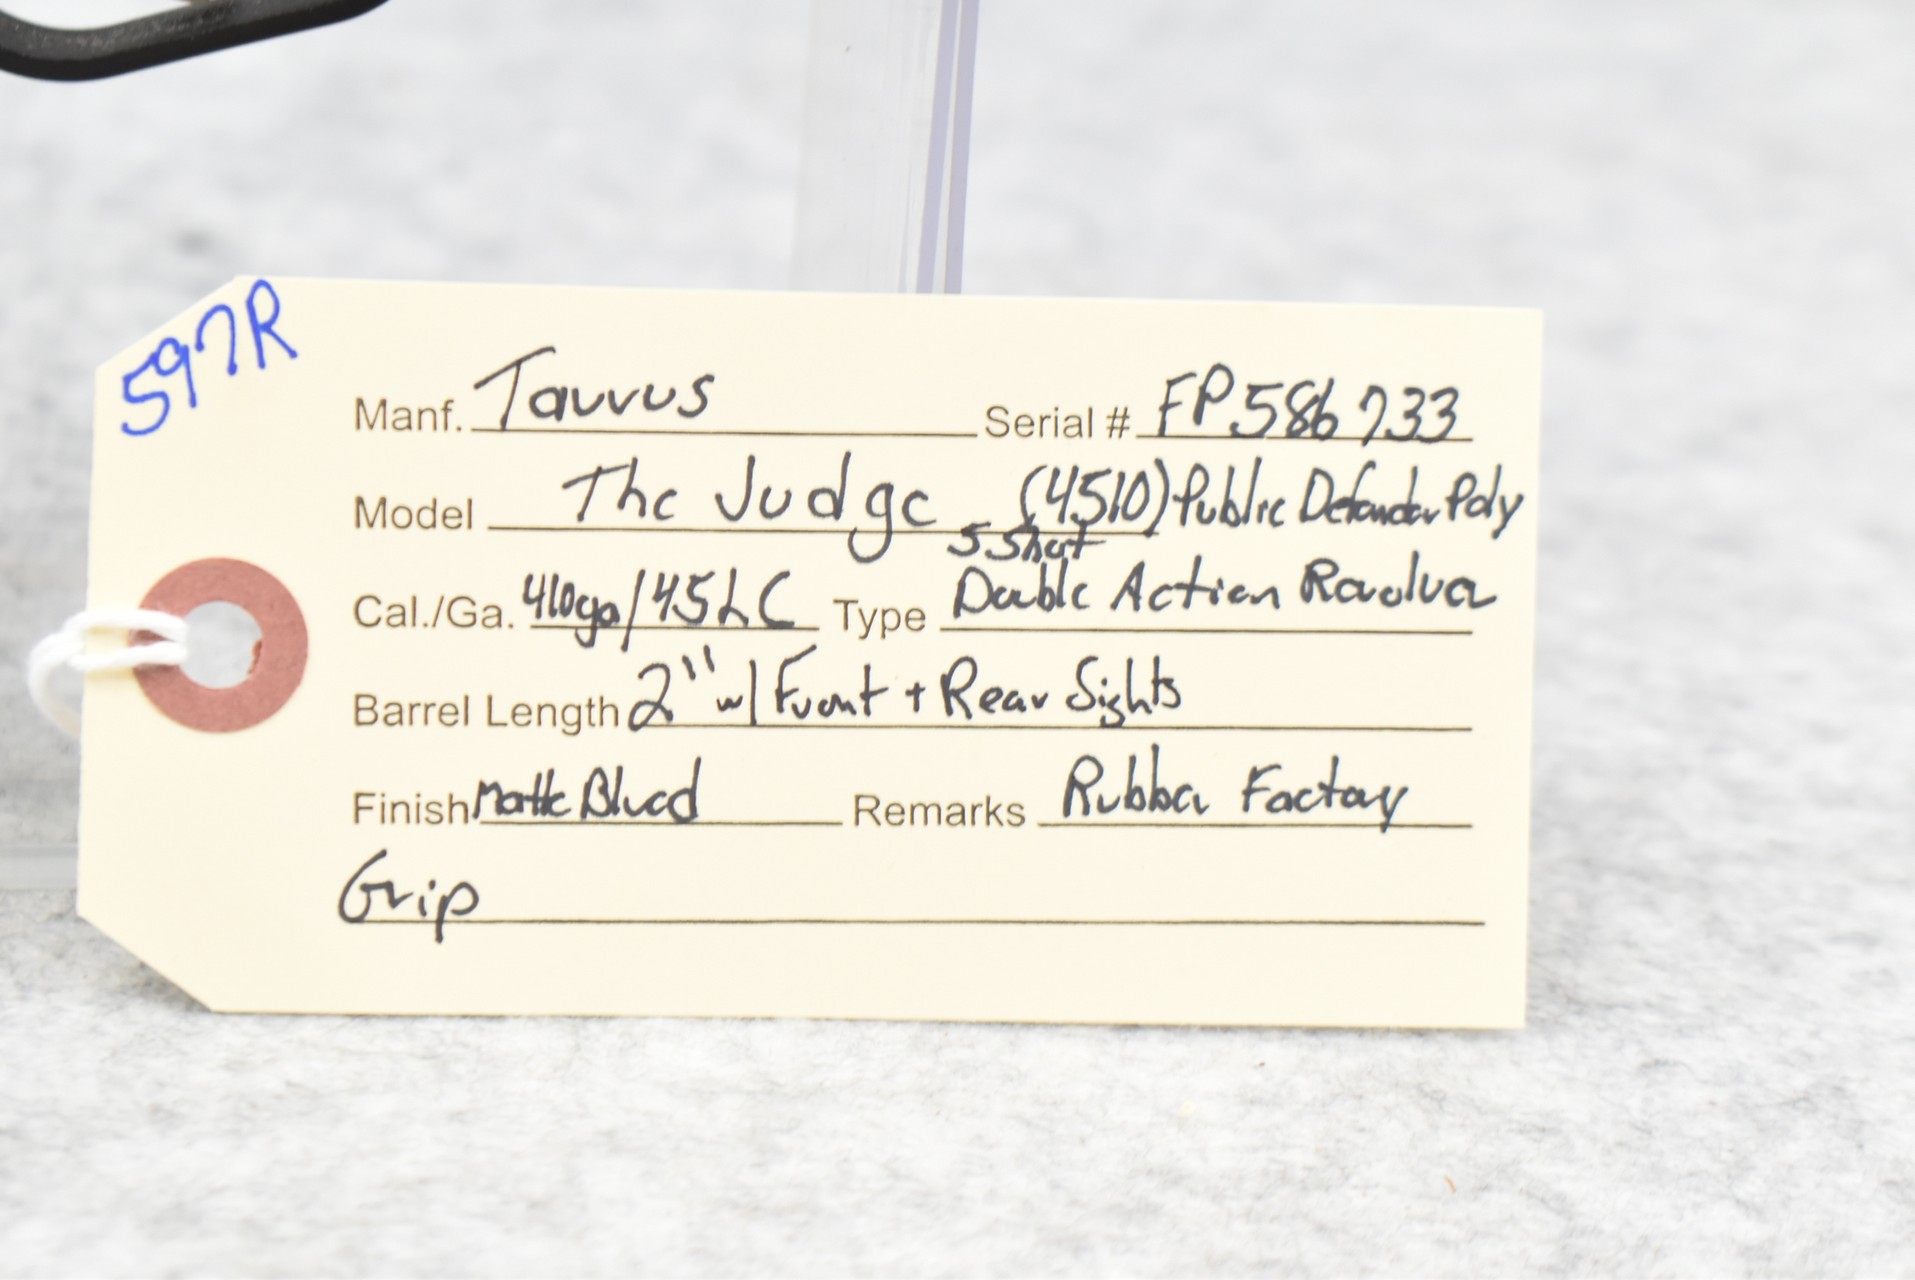 597R
Manf. Taurus Serial # FP586733
Model The Judge (4510) Public Defender Poly
5 Shot
Cal./Ga. 410ga/45LC Type Double Action Revolver
Barrel Length 2" w/ Front + Rear Sights
Finish Matte Blued Remarks Rubber Factory
Grip